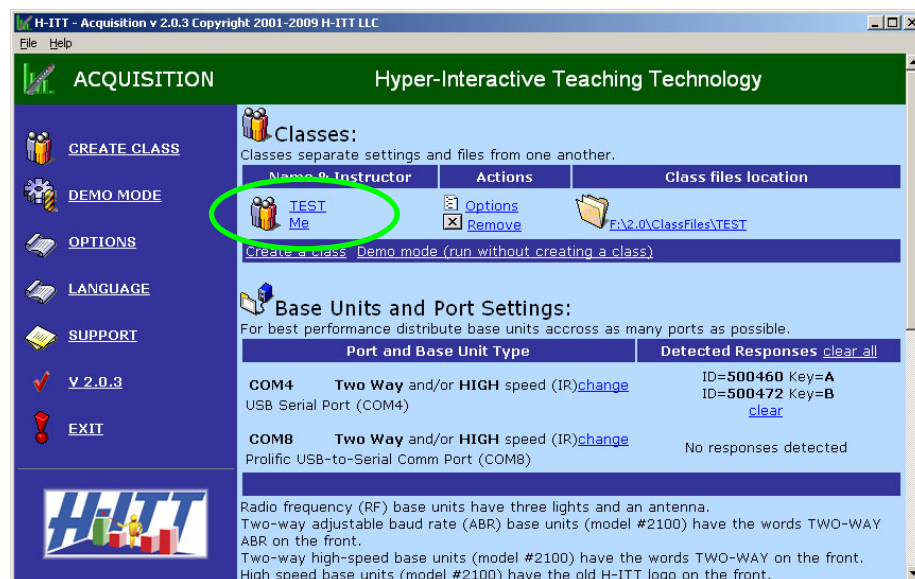 H-ITT - Acquisition v 2.0.3 Copyright 2001-2009 H-ITT LLC
File Help
ACQUISITION Hyper-Interactive Teaching Technology
CREATE CLASS
DEMO MODE
OPTIONS
LANGUAGE
SUPPORT
V 2.0.3
EXIT
H-ITT
Classes:
Classes separate settings and files from one another.
Name & Instructor Actions Class files location
TEST Options
Me Remove F:\2.0\ClassFiles\TEST
Create a class Demo mode (run without creating a class)
Base Units and Port Settings:
For best performance distribute base units accross as many ports as possible.
Port and Base Unit Type Detected Responses clear all
COM4 Two Way and/or HIGH speed (IR)change
USB Serial Port (COM4)
ID=500460 Key=A
ID=500472 Key=B
clear
COM8 Two Way and/or HIGH speed (IR)change
Prolific USB-to-Serial Comm Port (COM8)
No responses detected
Radio frequency (RF) base units have three lights and an antenna.
Two-way adjustable baud rate (ABR) base units (model #2100) have the words TWO-WAY
ABR on the front.
Two-way high-speed base units (model #2100) have the words TWO-WAY on the front.
High speed base units (model #2100) have the old H-ITT logo on the front.